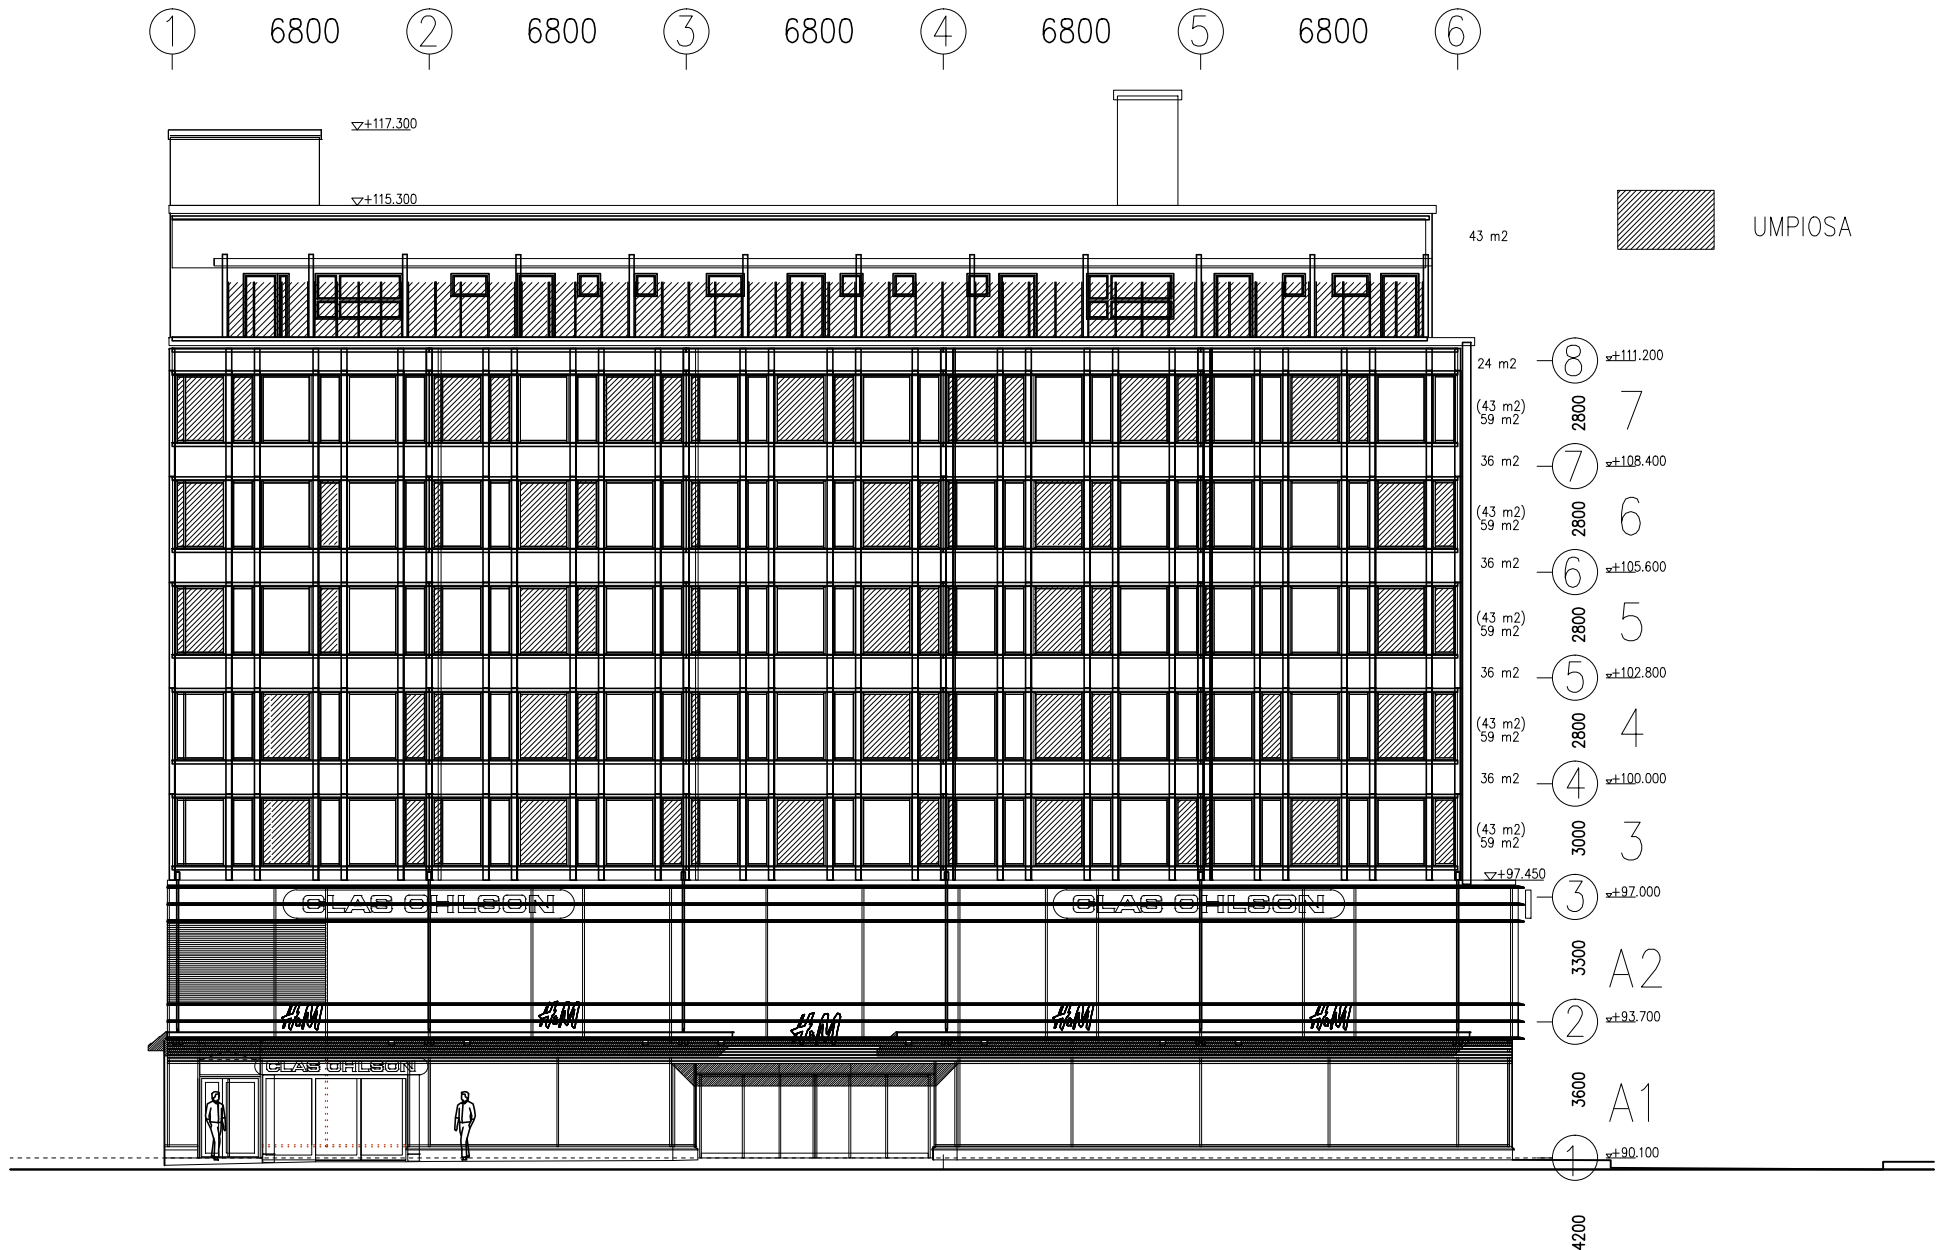 1 6800 2 6800 3 6800 4 6800 5 6800 6
+117.300
+115.300
UMPIOSA
43 m2
24 m2
8 +111.200
(43 m2)
59 m2
2800 7
36 m2
7 +108.400
(43 m2)
59 m2
2800 6
36 m2
6 +105.600
(43 m2)
59 m2
2800 5
36 m2
5 +102.800
(43 m2)
59 m2
2800 4
36 m2
4 +100.000
(43 m2)
59 m2
3000 3
+97.450
CLAS OHLSON CLAS OHLSON
3 +97.000
3300 A2
H&M H&M H&M H&M H&M
2 +93.700
CLAS OHLSON
3600 A1
1 +90.100
4200